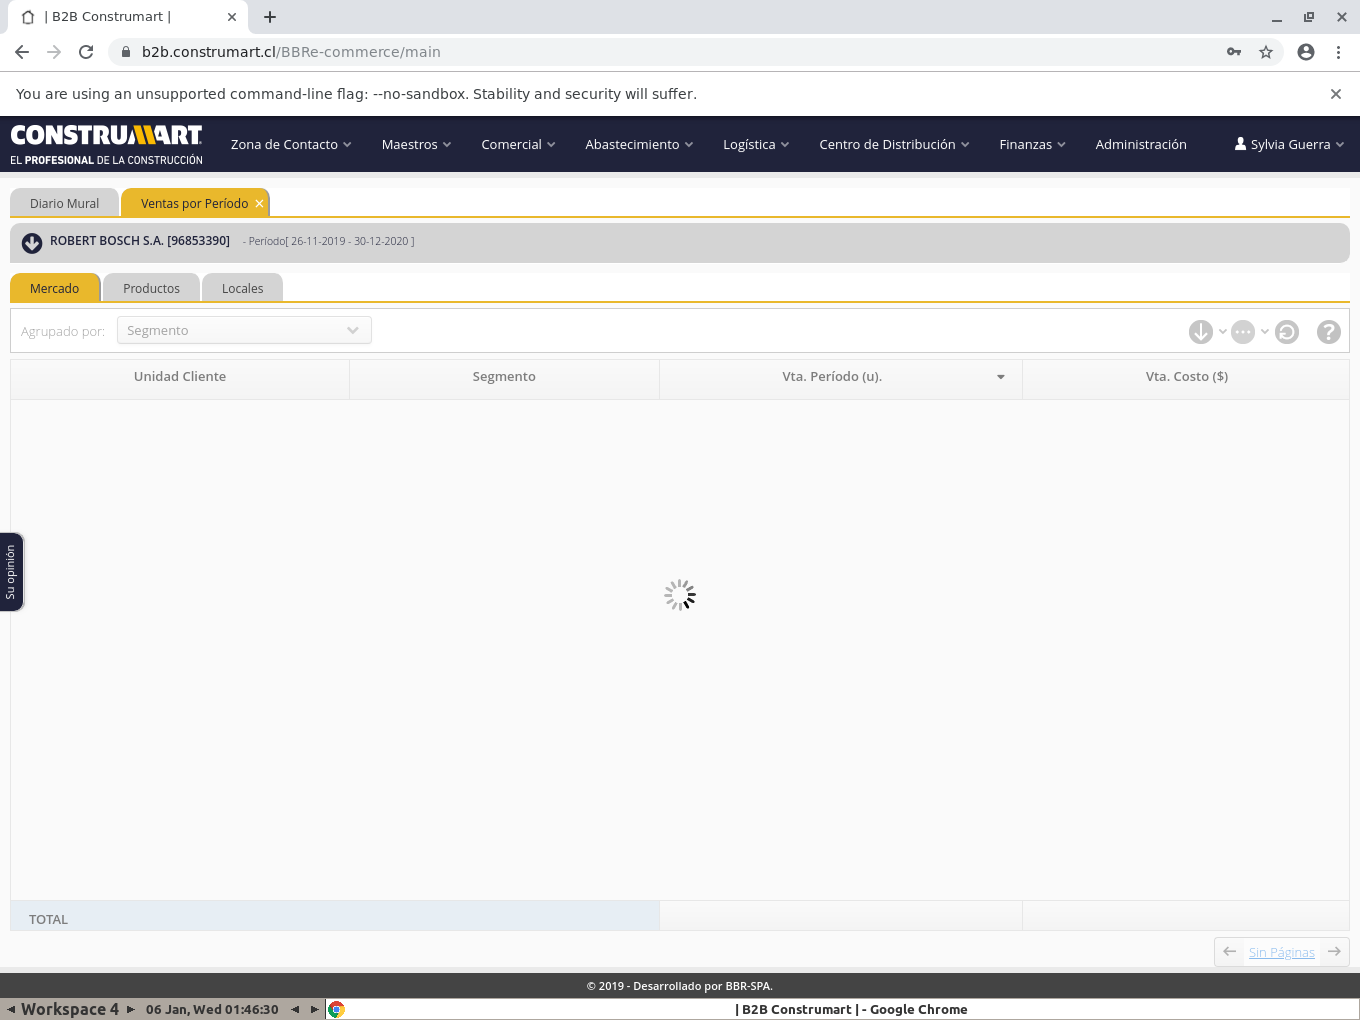 | B2B Construmart |
b2b.construmart.cl/BBRe-commerce/main
You are using an unsupported command-line flag: --no-sandbox. Stability and security will suffer.
CONSTRUMART
EL PROFESIONAL DE LA CONSTRUCCIÓN
Zona de Contacto Maestros Comercial Abastecimiento Logística Centro de Distribución Finanzas Administración Sylvia Guerra
Diario Mural Ventas por Período
ROBERT BOSCH S.A. [96853390] - Período[ 26-11-2019 - 30-12-2020 ]
Mercado Productos Locales
Agrupado por: Segmento
Unidad Cliente Segmento Vta. Período (u). Vta. Costo ($)
Su opinión
TOTAL
Sin Páginas
© 2019 - Desarrollado por BBR-SPA.
Workspace 4 06 Jan, Wed 01:46:30 | B2B Construmart | - Google Chrome